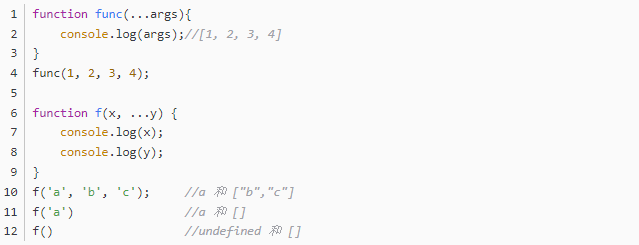 1 function func(...args){
2     console.log(args);//[1, 2, 3, 4]
3 }
4 func(1, 2, 3, 4);
5
6 function f(x, ...y) {
7     console.log(x);
8     console.log(y);
9 }
10 f('a', 'b', 'c');     //a 和 ["b","c"]
11 f('a')                //a 和 []
12 f()                   //undefined 和 []